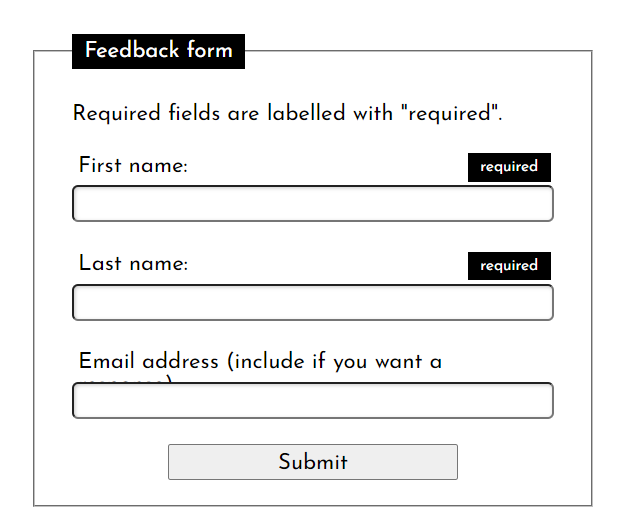 Feedback form
Required fields are labelled with "required".
First name:
required
Last name:
required
Email address (include if you want a
Submit